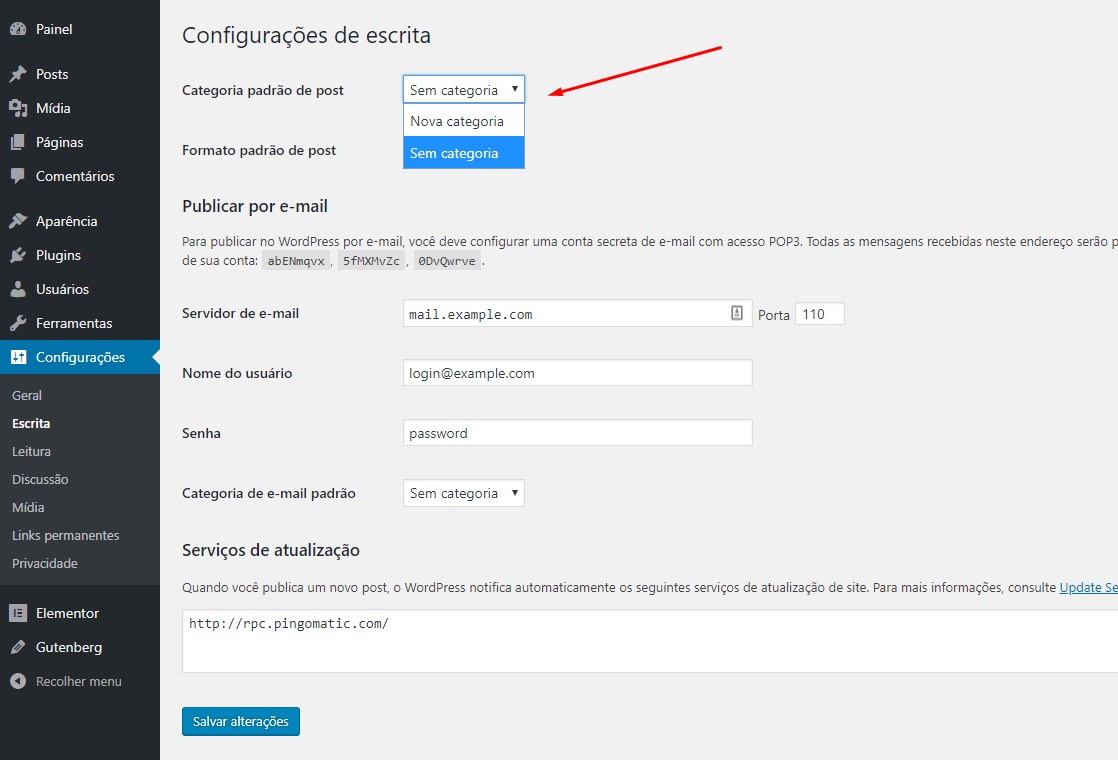 Painel
Posts
Mídia
Páginas
Comentários
Aparência
Plugins
Usuários
Ferramentas
Configurações
Geral
Escrita
Leitura
Discussão
Mídia
Links permanentes
Privacidade
Elementor
Gutenberg
Recolher menu
Configurações de escrita
Categoria padrão de post Sem categoria
Nova categoria
Formato padrão de post Sem categoria
Publicar por e-mail
Para publicar no WordPress por e-mail, você deve configurar uma conta secreta de e-mail com acesso POP3. Todas as mensagens recebidas neste endereço serão
de sua conta: abENmqvx , 5fMXMvZc , 0DvQwrve .
Servidor de e-mail mail.example.com Porta 110
Nome do usuário login@example.com
Senha password
Categoria de e-mail padrão Sem categoria
Serviços de atualização
Quando você publica um novo post, o WordPress notifica automaticamente os seguintes serviços de atualização de site. Para mais informações, consulte Update Se
http://rpc.pingomatic.com/
Salvar alterações